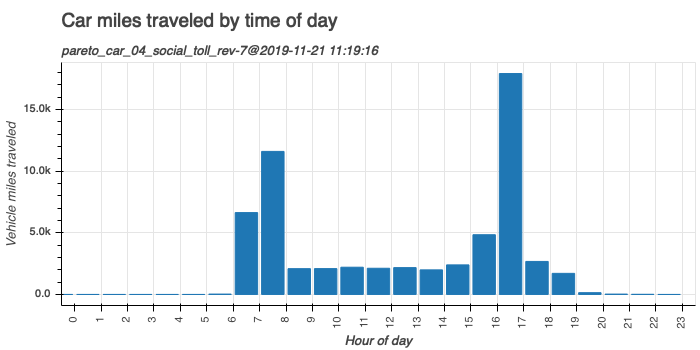 Car miles traveled by time of day
pareto_car_04_social_toll_rev-7@2019-11-21 11:19:16
Vehicle miles traveled
15.0k
10.0k
5.0k
0.0
0 1 2 3 4 5 6 7 8 9 10 11 12 13 14 15 16 17 18 19 20 21 22 23
Hour of day